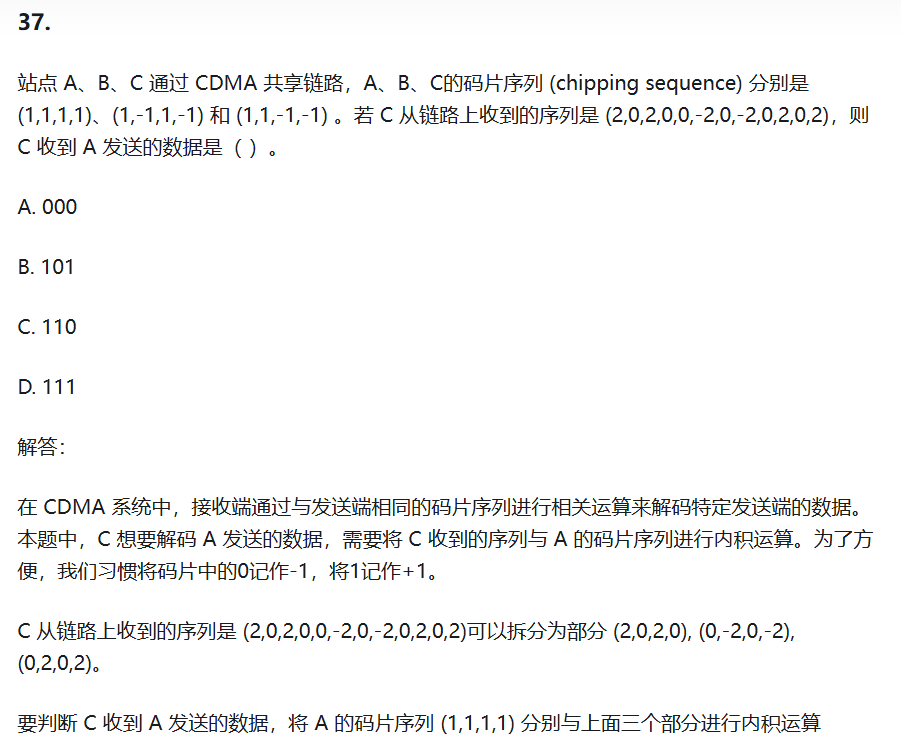 37.
站点 A、B、C 通过 CDMA 共享链路，A、B、C的码片序列 (chipping sequence) 分别是
(1,1,1,1)、(1,-1,1,-1) 和 (1,1,-1,-1) 。若 C 从链路上收到的序列是 (2,0,2,0,0,-2,0,-2,0,2,0,2)，则
C 收到 A 发送的数据是（ ）。
A. 000
B. 101
C. 110
D. 111
解答：
在 CDMA 系统中，接收端通过与发送端相同的码片序列进行相关运算来解码特定发送端的数据。
本题中，C 想要解码 A 发送的数据，需要将 C 收到的序列与 A 的码片序列进行内积运算。为了方
便，我们习惯将码片中的0记作-1，将1记作+1。
C 从链路上收到的序列是 (2,0,2,0,0,-2,0,-2,0,2,0,2)可以拆分为部分 (2,0,2,0), (0,-2,0,-2),
(0,2,0,2)。
要判断 C 收到 A 发送的数据，将 A 的码片序列 (1,1,1,1) 分别与上面三个部分进行内积运算